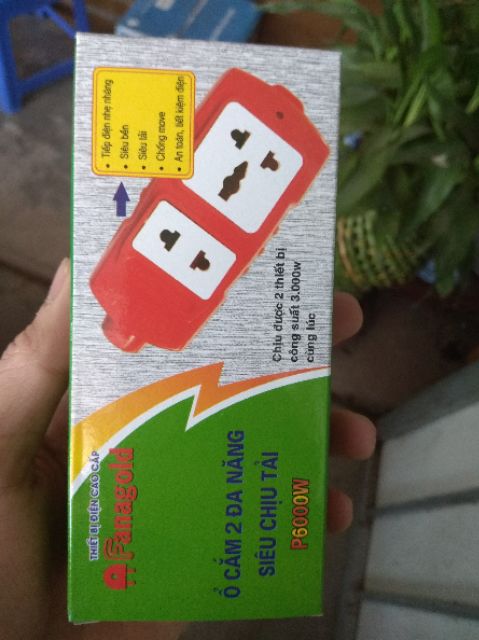 THIẾT BỊ ĐIỆN CAO CẤP
Panagold
Ổ CẮM 2 ĐA NĂNG
SIÊU CHỊU TẢI
P6000W
• Tiếp điện nhẹ nhàng
• Siêu bền
• Siêu tải
• Chống move
• An toàn, tiết kiệm điện
Chịu được 2 thiết bị
công suất 3.000w
cùng lúc